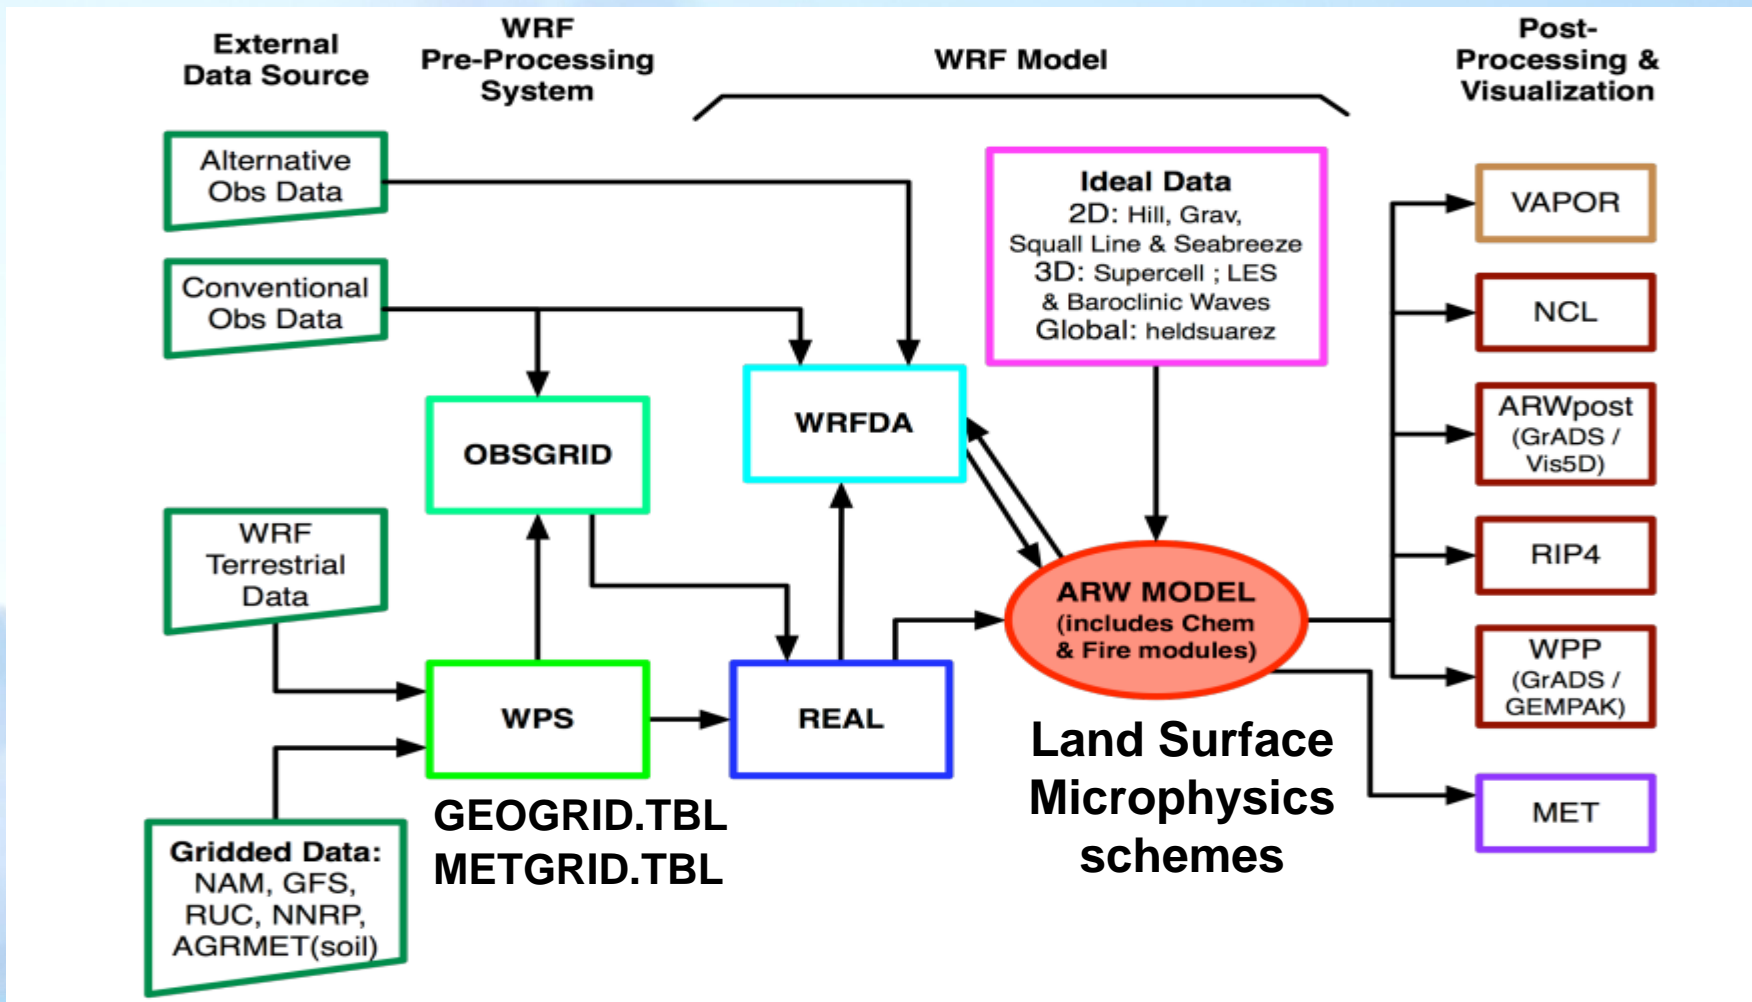 External
Data Source
WRF
Pre-Processing
System
WRF Model
Post-
Processing &
Visualization
Alternative
Obs Data
Conventional
Obs Data
WRF
Terrestrial
Data
Gridded Data:
NAM, GFS,
RUC, NNRP,
AGRMET(soil)
OBSGRID
WPS
GEOGRID.TBL
METGRID.TBL
WRFDA
REAL
Ideal Data
2D: Hill, Grav,
Squall Line & Seabreeze
3D: Supercell ; LES
& Baroclinic Waves
Global: heldsuarez
ARW MODEL
(includes Chem
& Fire modules)
Land Surface
Microphysics
schemes
VAPOR
NCL
ARWpost
(GrADS /
Vis5D)
RIP4
WPP
(GrADS /
GEMPAK)
MET